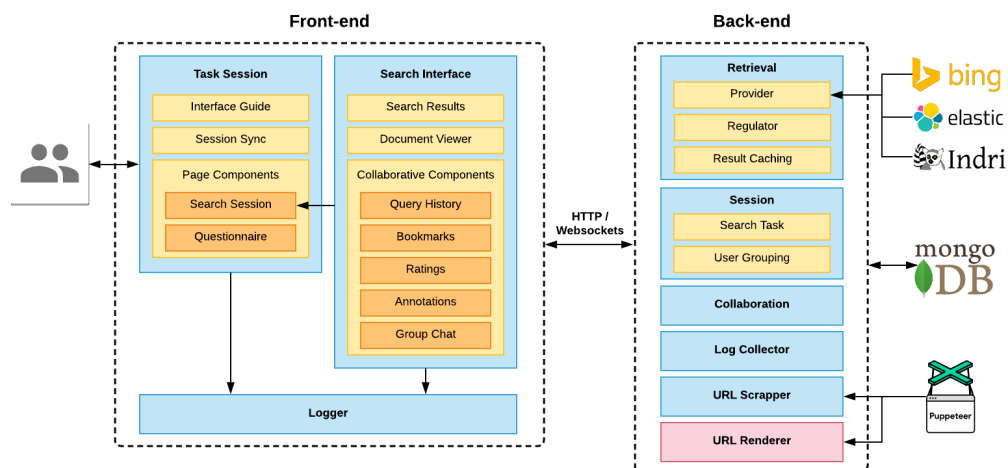 Front-end
Task Session
Interface Guide
Session Sync
Page Components
Search Session
Questionnaire
Search Interface
Search Results
Document Viewer
Collaborative Components
Query History
Bookmarks
Ratings
Annotations
Group Chat
Logger
HTTP /
Websockets
Back-end
Retrieval
Provider
Regulator
Result Caching
Session
Search Task
User Grouping
Collaboration
Log Collector
URL Scrapper
URL Renderer
bing
elastic
Indri
mongo
DB
Puppeteer